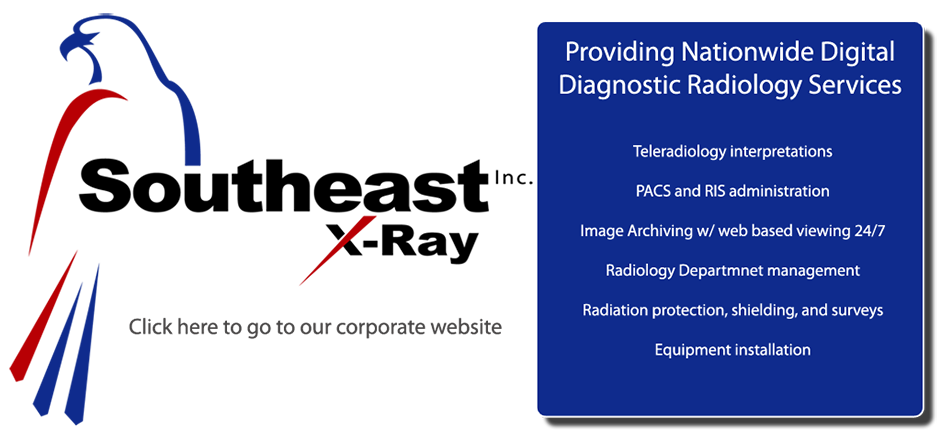 Southeast Inc.
X-Ray
Click here to go to our corporate website
Providing Nationwide Digital
Diagnostic Radiology Services
Teleradiology interpretations
PACS and RIS administration
Image Archiving w/ web based viewing 24/7
Radiology Departmnet management
Radiation protection, shielding, and surveys
Equipment installation